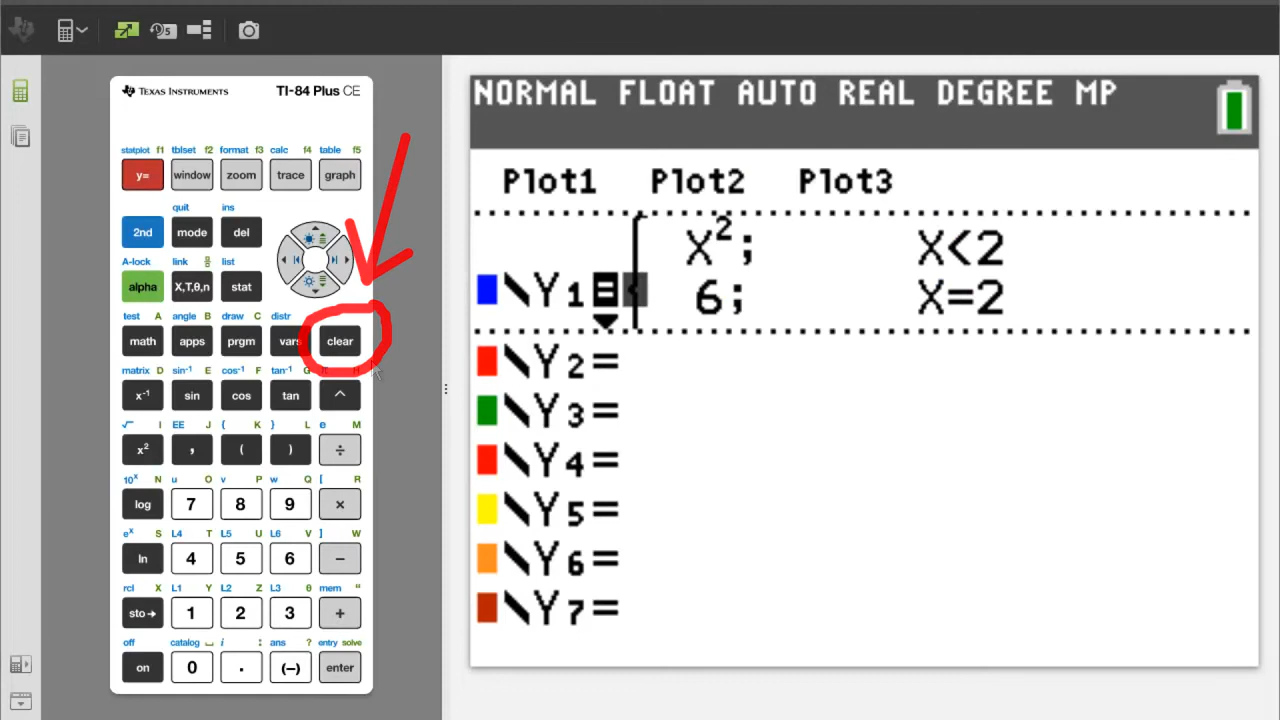 5
TEXAS INSTRUMENTS TI-84 Plus CE
statplot f1 tblset f2 format f3 calc f4 table f5
y= window zoom trace graph
quit ins
2nd mode del
A-lock link list
alpha X,T,θ,n stat
test A angle B draw C distr
math apps prgm vars clear
matrix D sin⁻¹ E cos⁻¹ F tan⁻¹ G π H
x⁻¹ sin cos tan ^
√ I EE J { K } L e M
x² , ( ) ÷
10ˣ N u O v P w Q [ R
log 7 8 9 ×
eˣ S L4 T L5 U L6 V ] W
ln 4 5 6 −
rcl X L1 Y L2 Z L3 θ mem "
sto→ 1 2 3 +
off catalog ⎵ i : ans ? entry solve
on 0 . (−) enter
NORMAL FLOAT AUTO REAL DEGREE MP
Plot1 Plot2 Plot3
X²; X<2
\Y1={
6; X=2
\Y2=
\Y3=
\Y4=
\Y5=
\Y6=
\Y7=